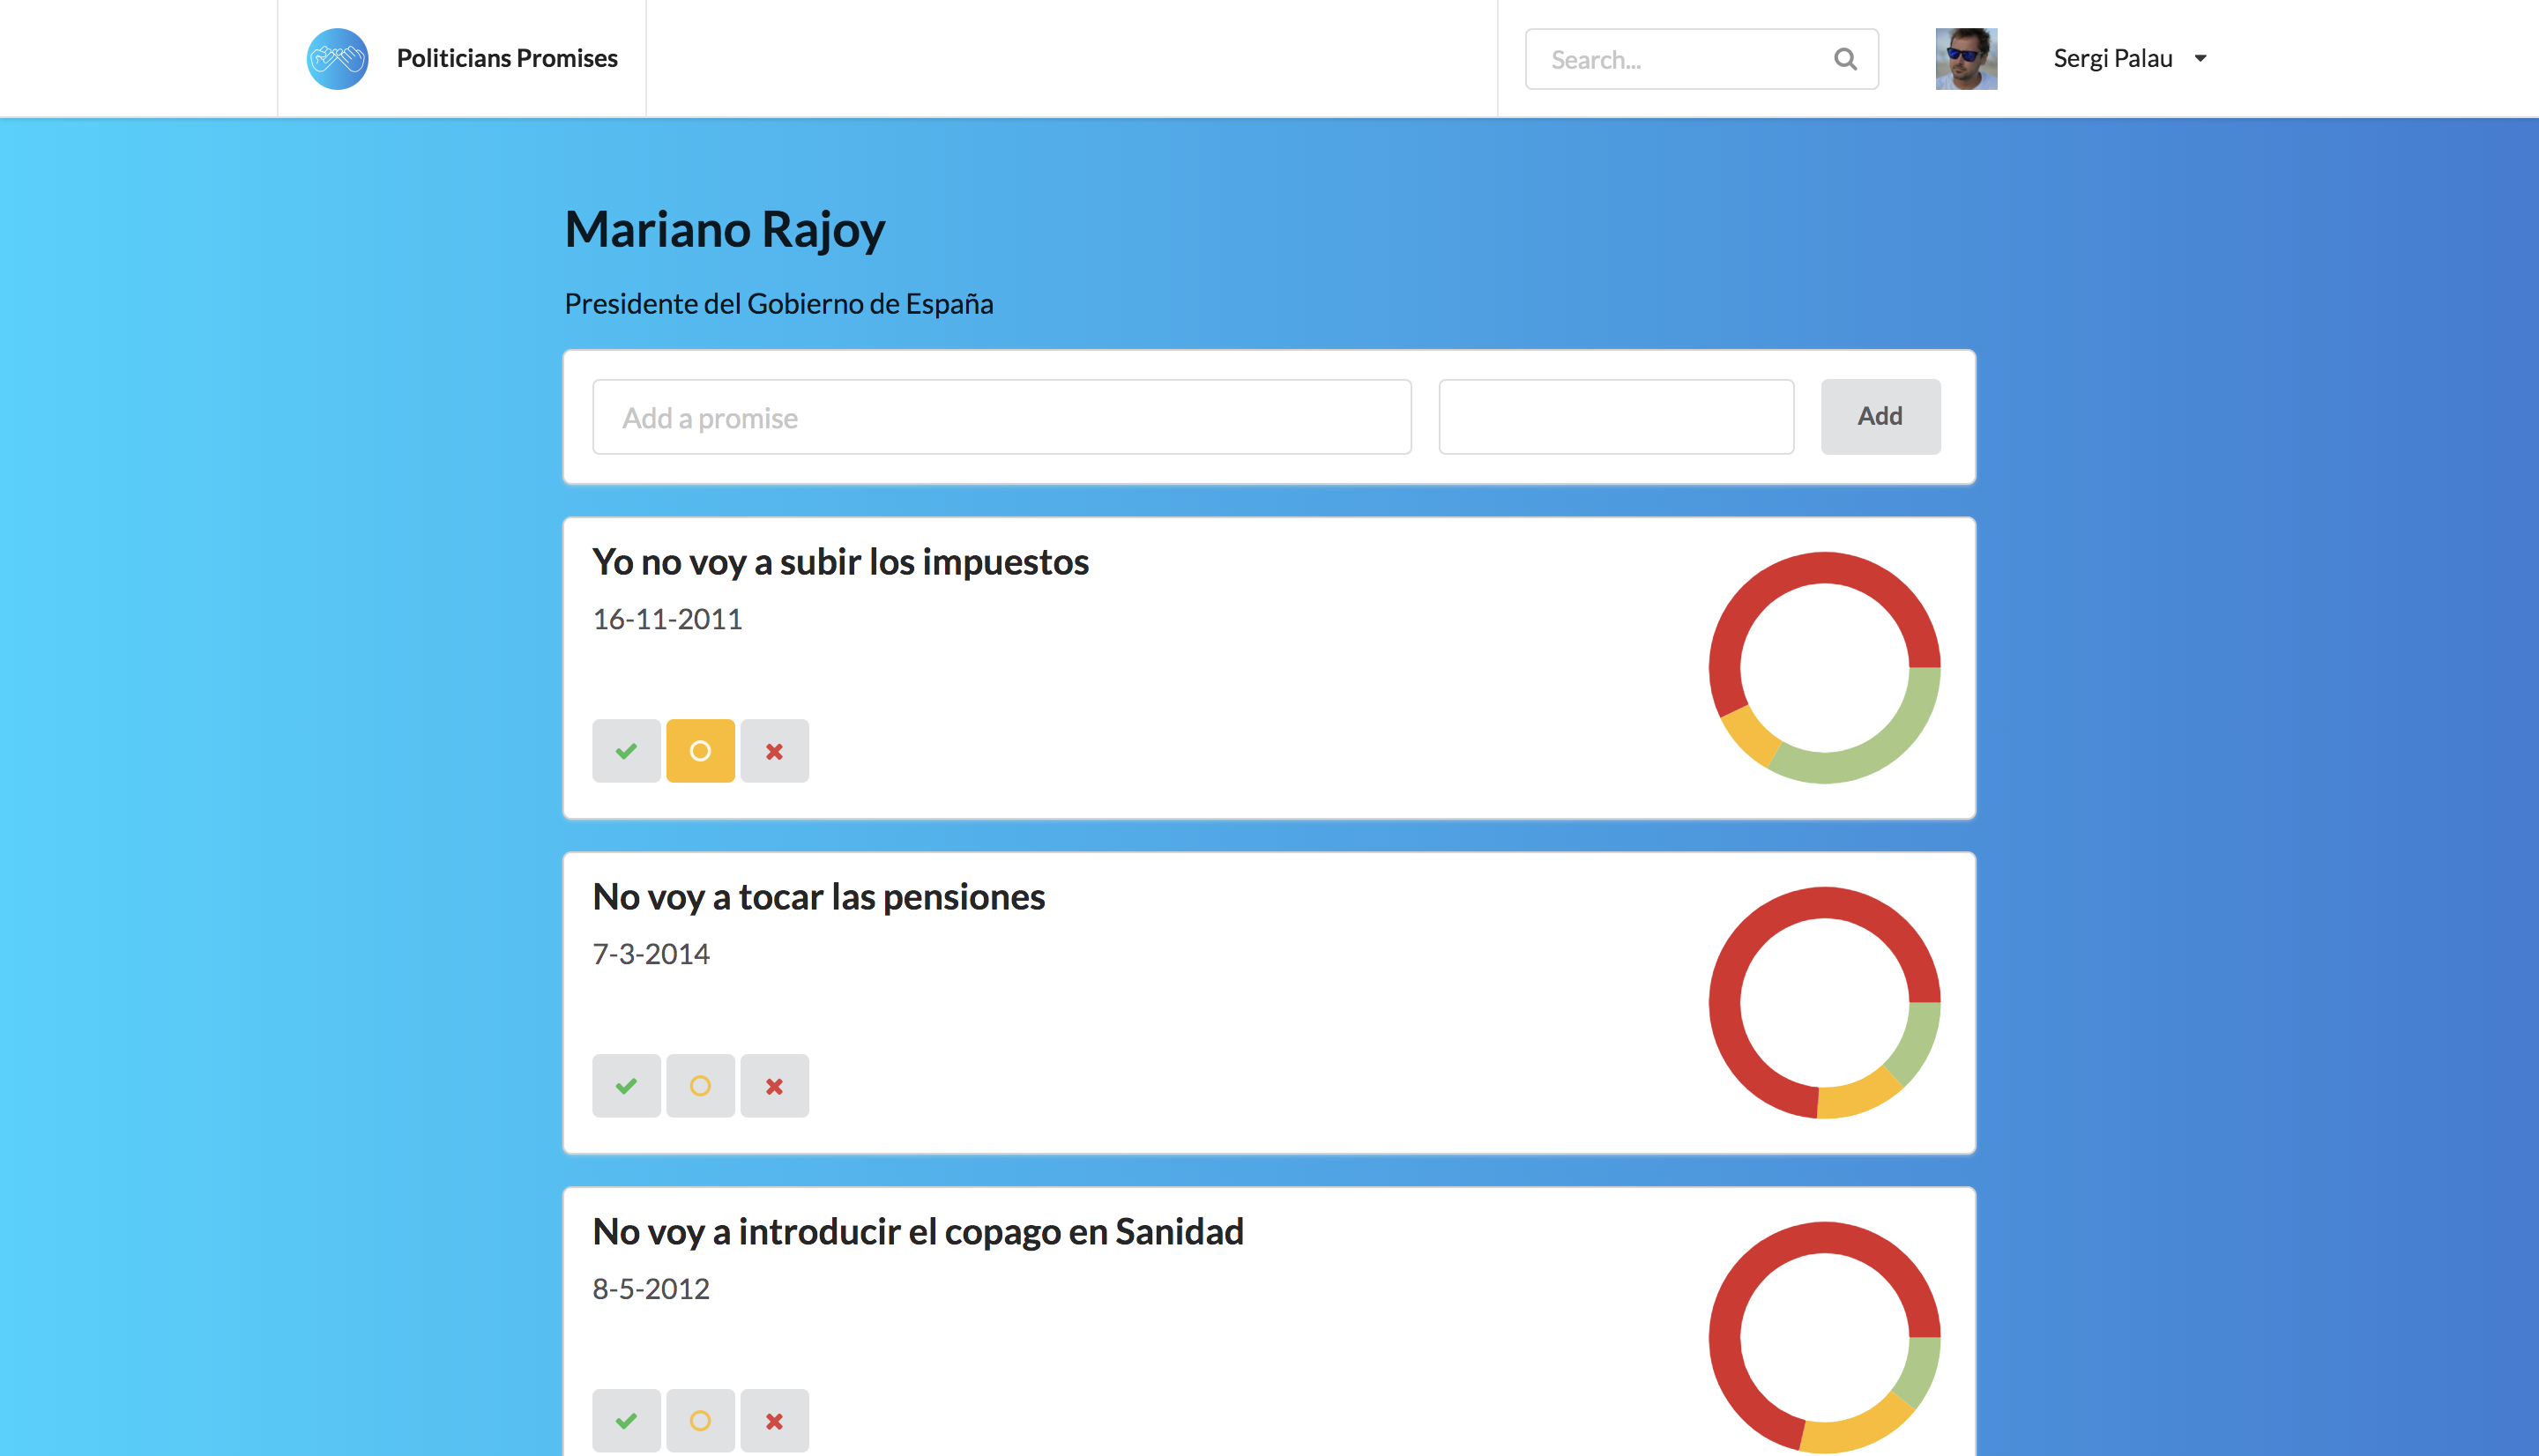 Politicians Promises
Search...
Sergi Palau
Mariano Rajoy
Presidente del Gobierno de España
Add a promise
Add
Yo no voy a subir los impuestos
16-11-2011
No voy a tocar las pensiones
7-3-2014
No voy a introducir el copago en Sanidad
8-5-2012